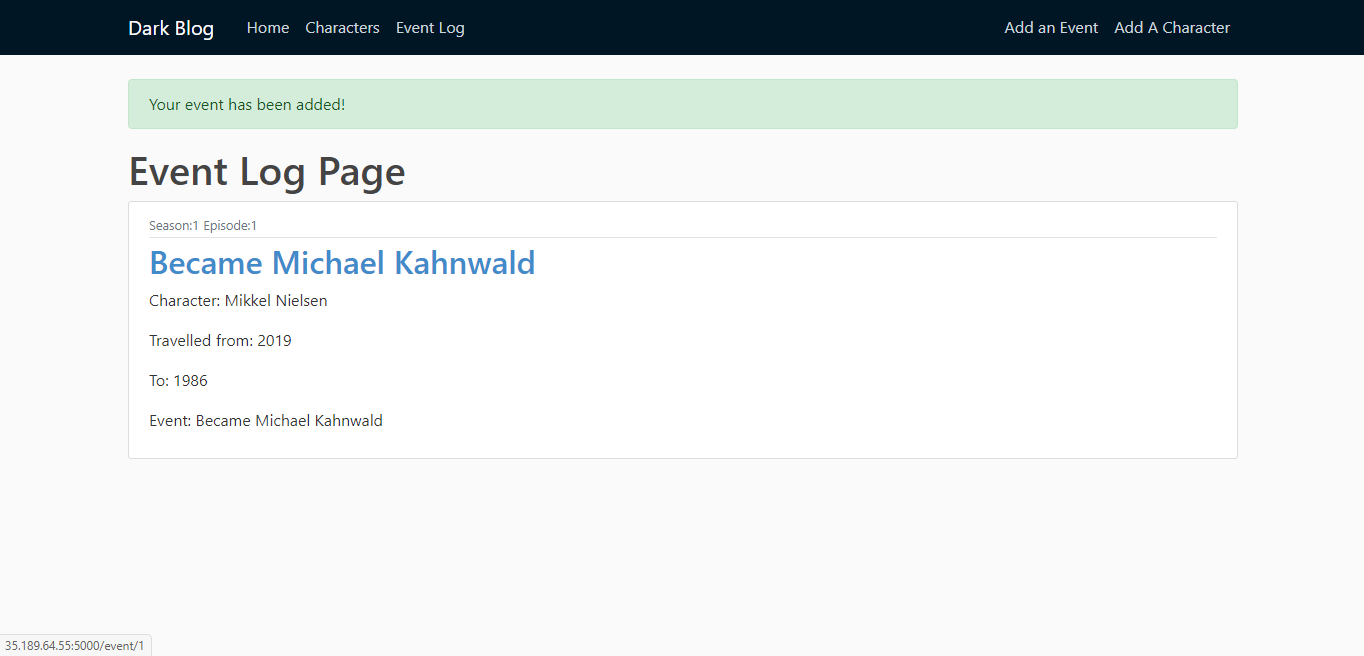 Dark Blog Home Characters Event Log Add an Event Add A Character
Your event has been added!
Event Log Page
Season:1 Episode:1
Became Michael Kahnwald
Character: Mikkel Nielsen
Travelled from: 2019
To: 1986
Event: Became Michael Kahnwald
35.189.64.55:5000/event/1